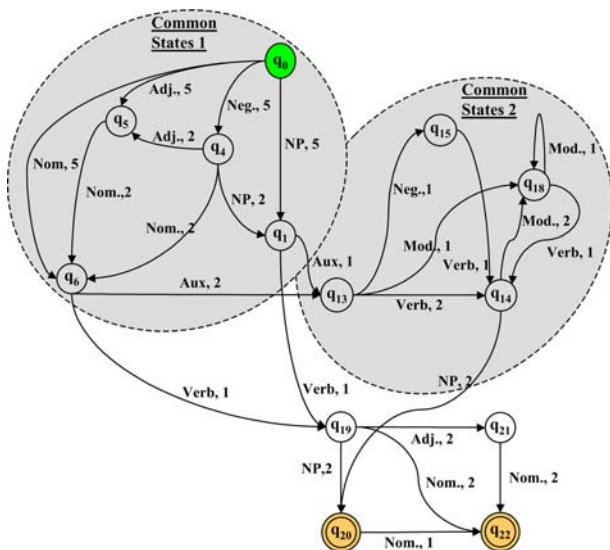 Common
States 1
q0
Adj., 5
Neg., 5
Common
States 2
q5
q15
Adj., 2
q4
NP, 5
Mod., 1
q18
Nom, 5
Nom.,2
Neg.,1
NP, 2
Mod., 2
Nom., 2
q1
Mod., 1
Aux, 1
Verb, 1
Verb, 1
q6
Aux, 2
q13
Verb, 2
q14
NP, 2
Verb, 1
Verb, 1
q19
Adj., 2
q21
NP,2
Nom., 2
Nom., 2
q20
Nom., 1
q22